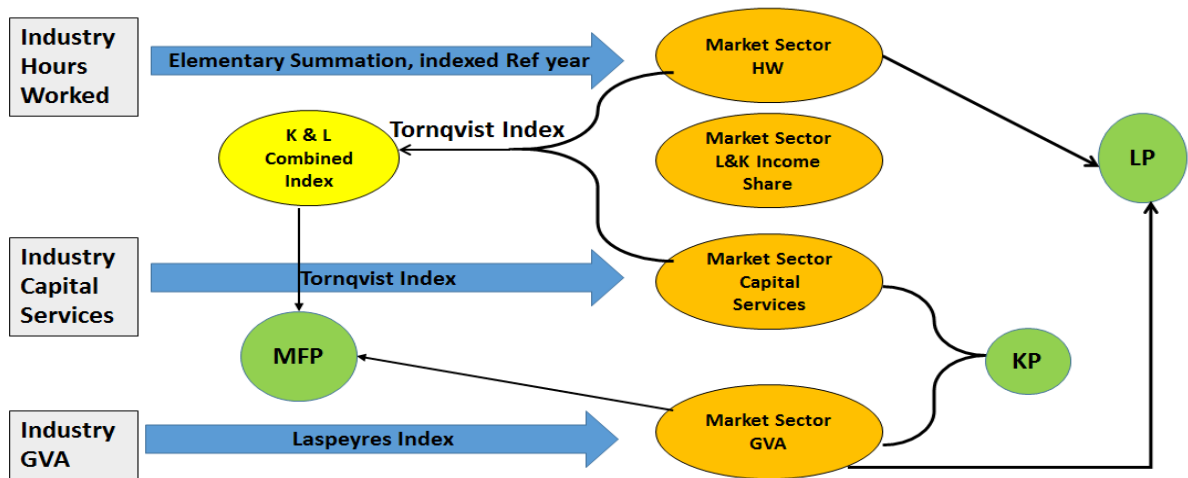 Industry
Hours
Worked
Elementary Summation, indexed Ref year
Market Sector
HW
K & L
Combined
Index
Tornqvist Index
Market Sector
L&K Income
Share
LP
Industry
Capital
Services
Tornqvist Index
Market Sector
Capital
Services
MFP
KP
Industry
GVA
Laspeyres Index
Market Sector
GVA